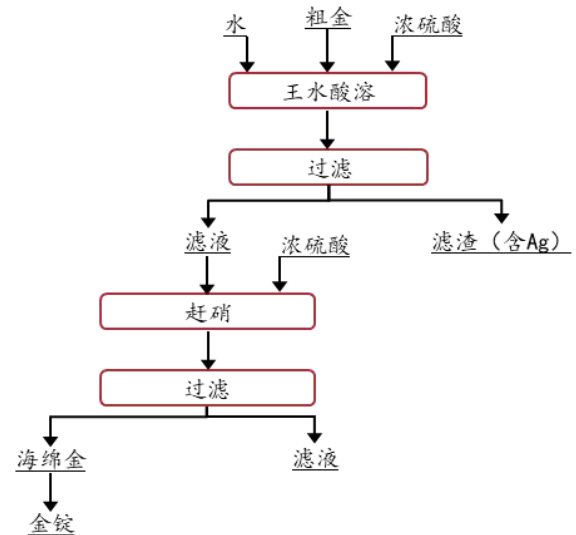 水 粗金 浓硫酸
王水酸溶
过滤
滤液 浓硫酸 滤渣（含Ag）
赶硝
过滤
海绵金 滤液
金锭